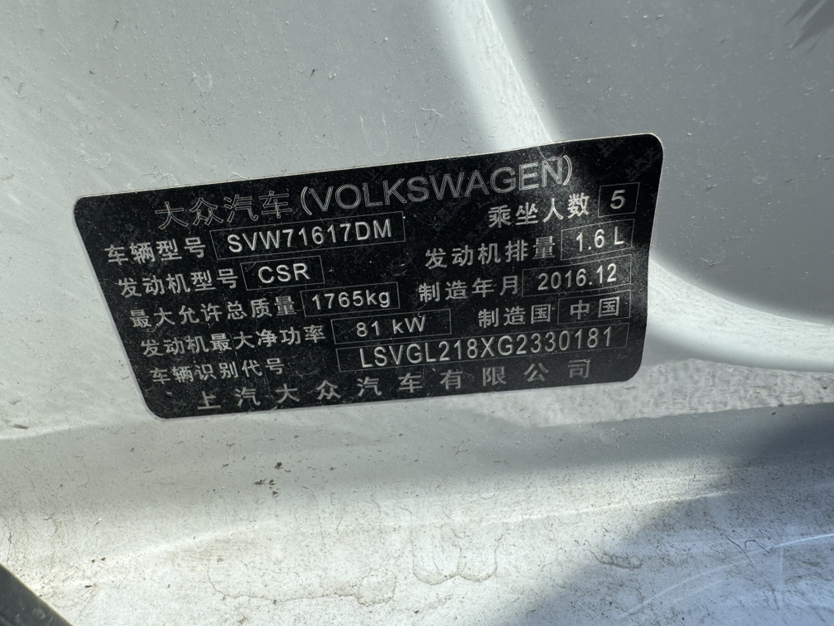 大众汽车(VOLKSWAGEN)
车辆型号 SVW71617DM 乘坐人数 5
发动机型号 CSR 发动机排量 1.6 L
最大允许总质量 1765kg 制造年月 2016.12
发动机最大净功率 81 kW 制造国 中国
车辆识别代号 LSVGL218XG2330181
上汽大众汽车有限公司